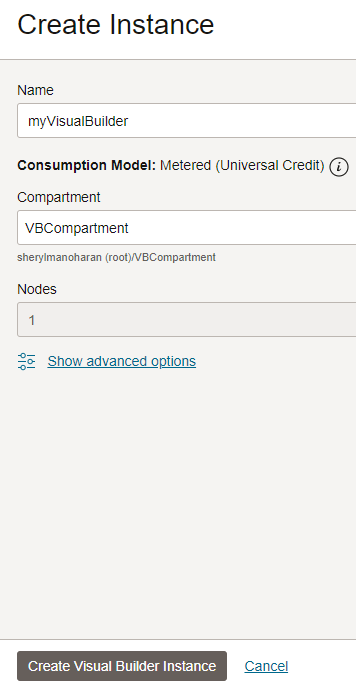 Create Instance
Name
myVisualBuilder
Consumption Model: Metered (Universal Credit) i
Compartment
VBCompartment
sherylmanoharan (root)/VBCompartment
Nodes
1
Show advanced options
Create Visual Builder Instance Cancel